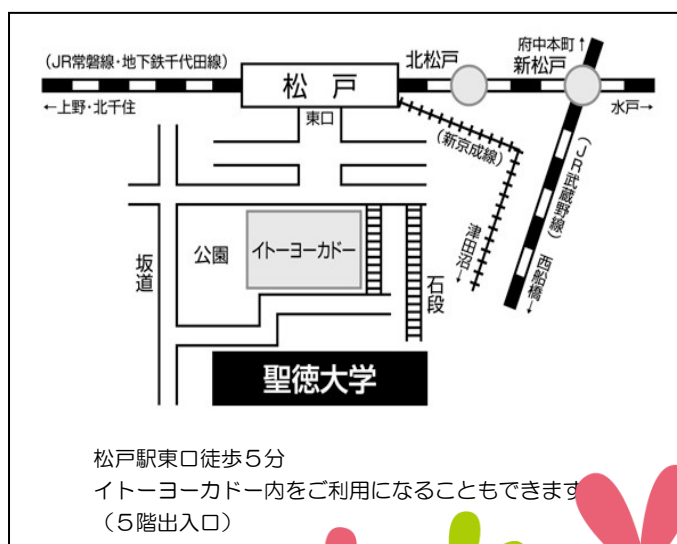 府中本町↑
(JR常磐線・地下鉄千代田線)
北松戸
新松戸
松戸
←上野・北千住
東口
水戸→
(新京成線)
(JR武蔵野線)
津田沼→
西船橋→
坂道
公園
イトーヨーカドー
石段
聖徳大学
松戸駅東口徒歩5分
イトーヨーカドー内をご利用になることもできます
(5階出入口)